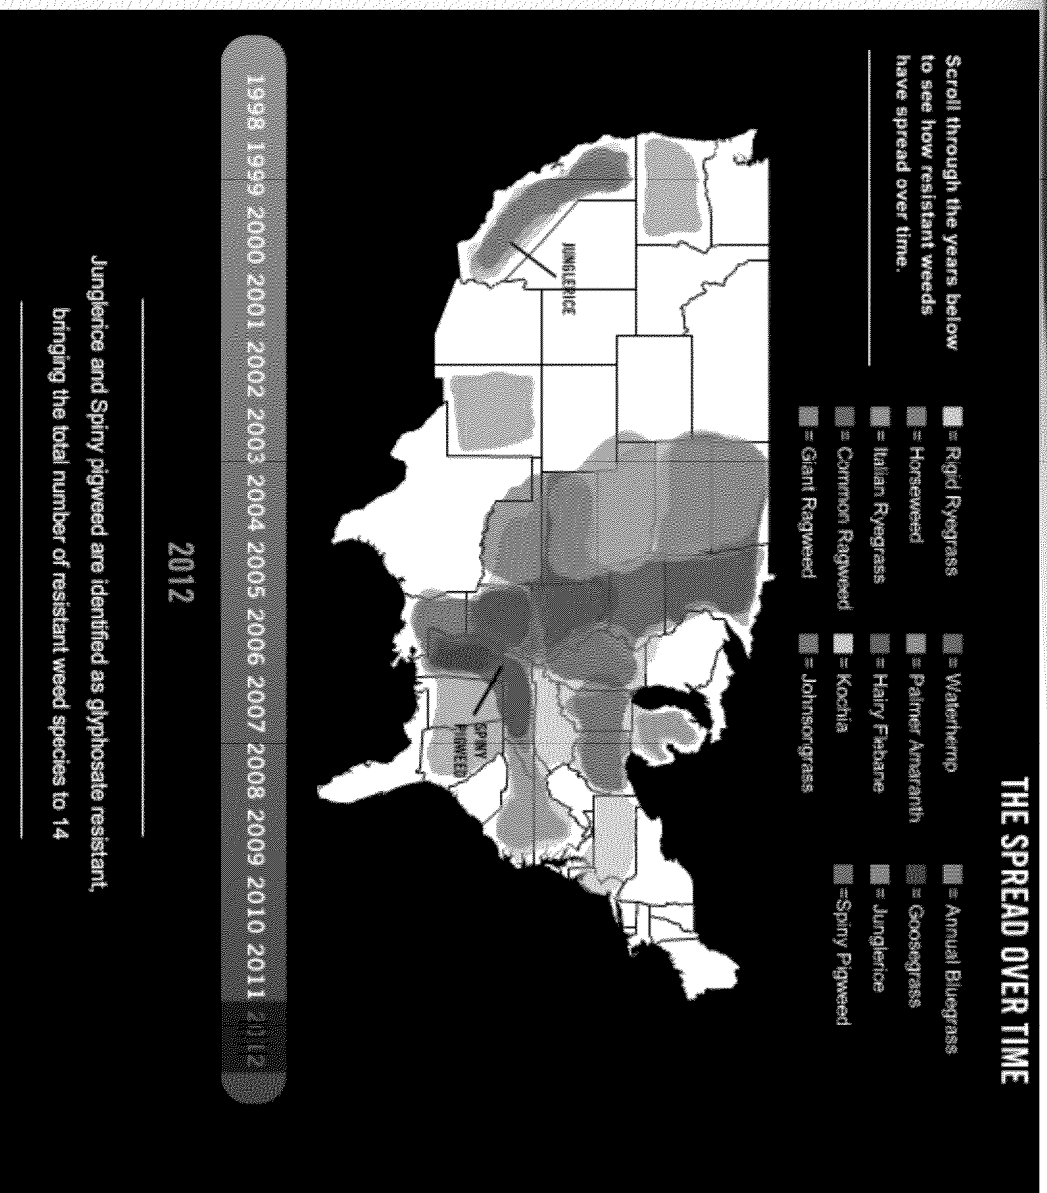 THE SPREAD OVER TIME
Scroll through the years below
to see how resistant weeds
have spread over time.
= Rigid Ryegrass
= Horseweed
= Italian Ryegrass
= Common Ragweed
= Giant Ragweed
= Waterhemp
= Palmer Amaranth
= Hairy Flebane
= Kochia
= Johnsongrass
= Annual Bluegrass
= Goosegrass
= Junglerice
=Spiny Pigweed
JUNGLERICE
SPINY
PIGWEED
1998 1999 2000 2001 2002 2003 2004 2005 2006 2007 2008 2009 2010 2011 2012
2012
Junglerice and Spiny pigweed are identified as glyphosate resistant,
bringing the total number of resistant weed species to 14